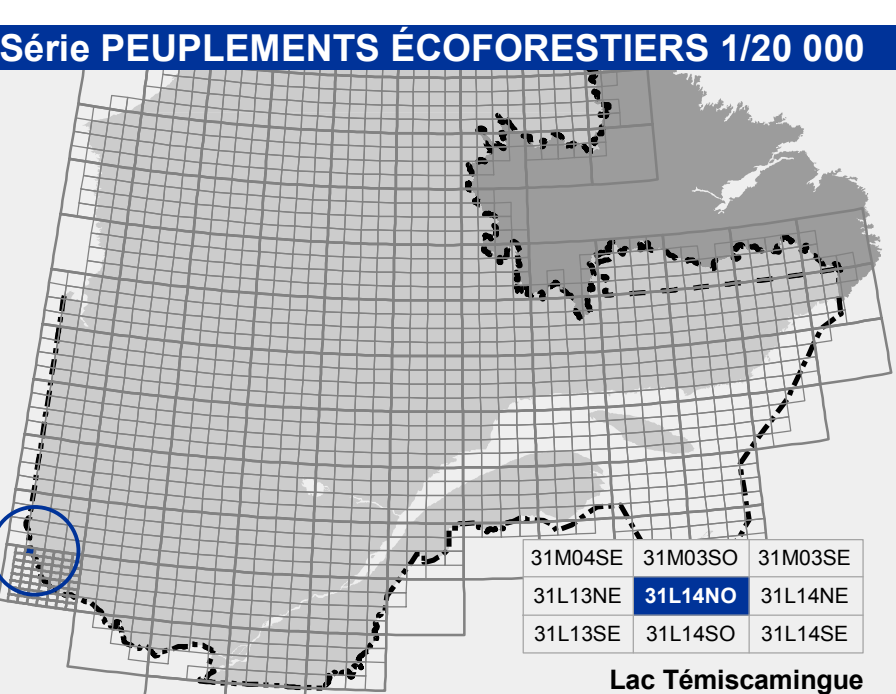 Série PEUPLEMENTS ÉCOFORESTIERS 1/20 000
31M04SE 31M03SO 31M03SE
31L13NE 31L14NO 31L14NE
31L13SE 31L14SO 31L14SE
Lac Témiscamingue